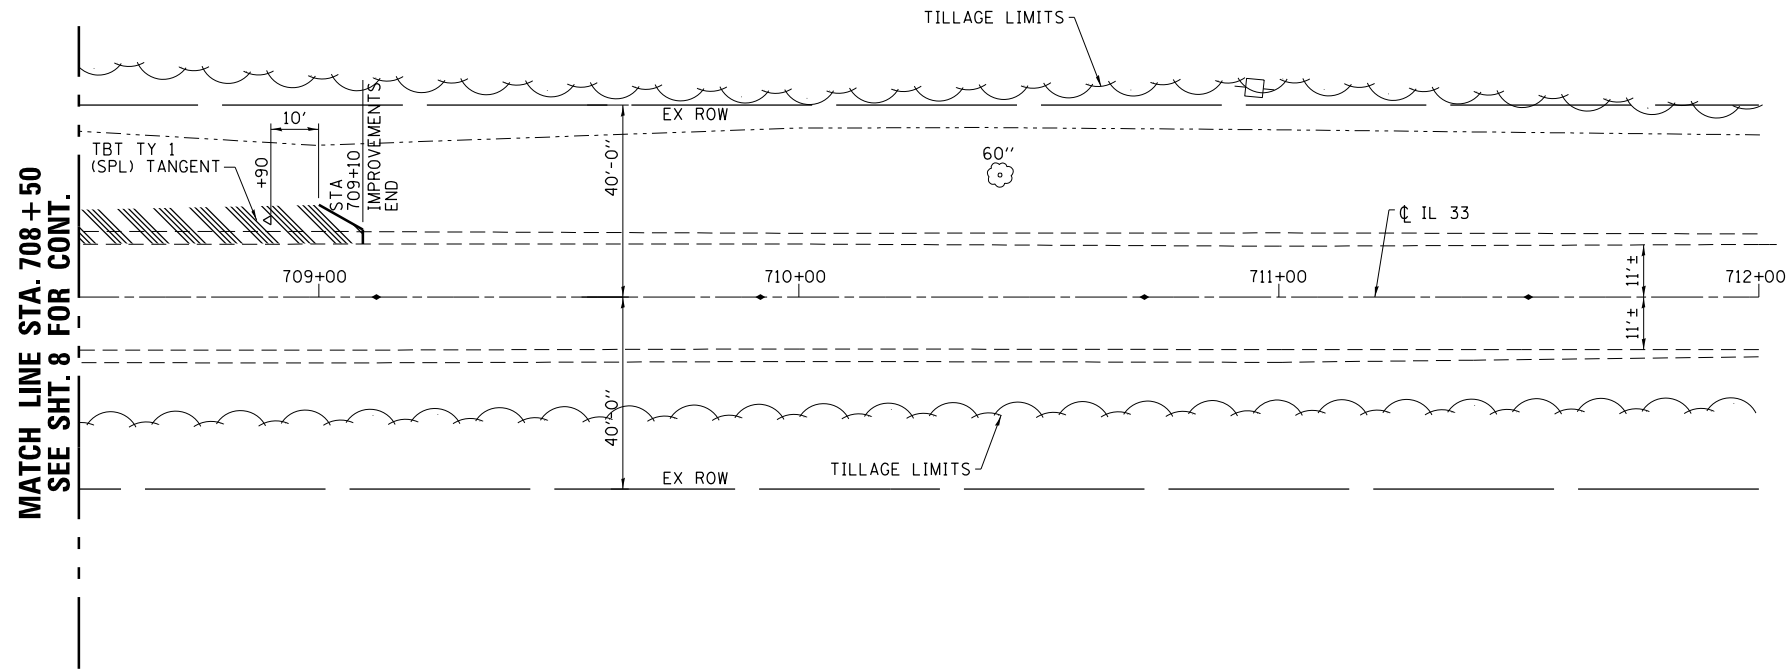 TILLAGE LIMITS
EX ROW
10'
TBT TY 1
(SPL) TANGENT
+90
STA
709+10
IMPROVEMENTS
END
40'-0''
60''
℄ IL 33
MATCH LINE STA. 708+50
SEE SHT. 8 FOR CONT.
709+00
710+00
711+00
712+00
11'±
11'±
40'-0''
TILLAGE LIMITS
EX ROW